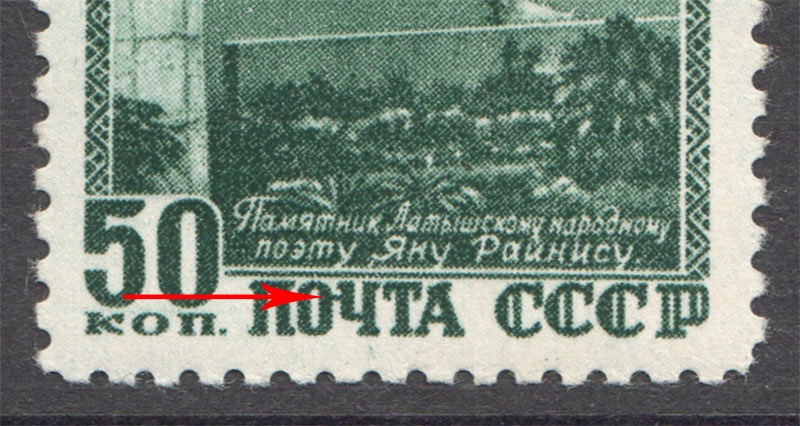 Памятник Латышскому народному
поэту Яну Райнису.
50
коп. ПОЧТА СССР